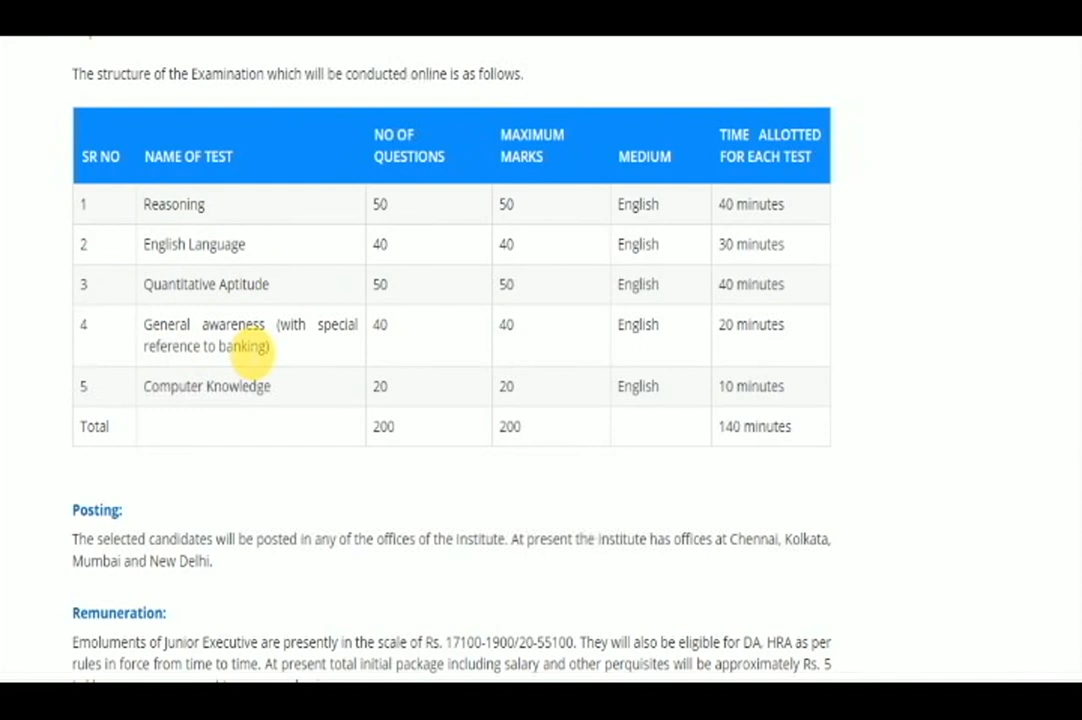 The structure of the Examination which will be conducted online is as follows.
SR NO NAME OF TEST NO OF QUESTIONS MAXIMUM MARKS MEDIUM TIME ALLOTTED FOR EACH TEST
1 Reasoning 50 50 English 40 minutes
2 English Language 40 40 English 30 minutes
3 Quantitative Aptitude 50 50 English 40 minutes
4 General awareness (with special reference to banking) 40 40 English 20 minutes
5 Computer Knowledge 20 20 English 10 minutes
Total 200 200 140 minutes
Posting:
The selected candidates will be posted in any of the offices of the Institute. At present the institute has offices at Chennai, Kolkata,
Mumbai and New Delhi.
Remuneration:
Emoluments of Junior Executive are presently in the scale of Rs. 17100-1900/20-55100. They will also be eligible for DA, HRA as per
rules in force from time to time. At present total initial package including salary and other perquisites will be approximately Rs. 5